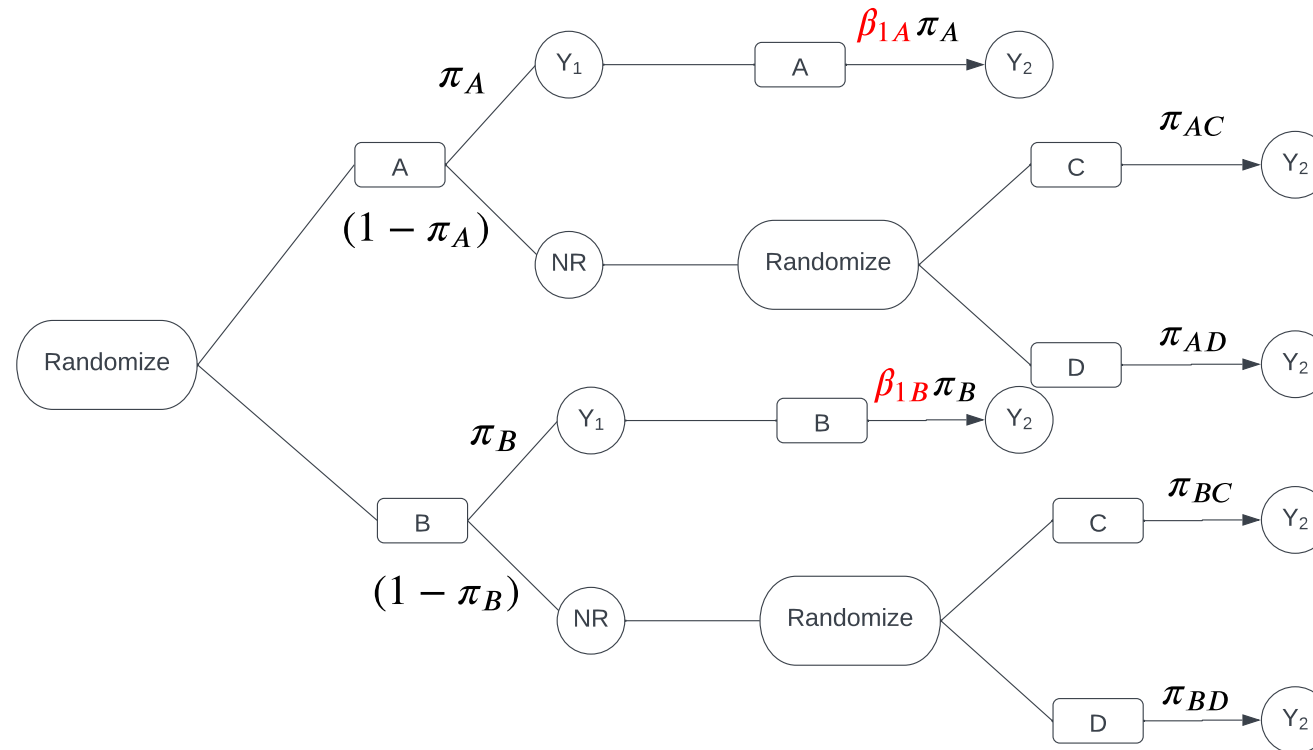 β1A πA
πA
Y1
A
Y2
πAC
A
C
Y2
(1 − πA)
NR
Randomize
πAD
Randomize
D
Y2
β1B πB
πB
Y1
B
Y2
πBC
B
C
Y2
(1 − πB)
NR
Randomize
πBD
D
Y2